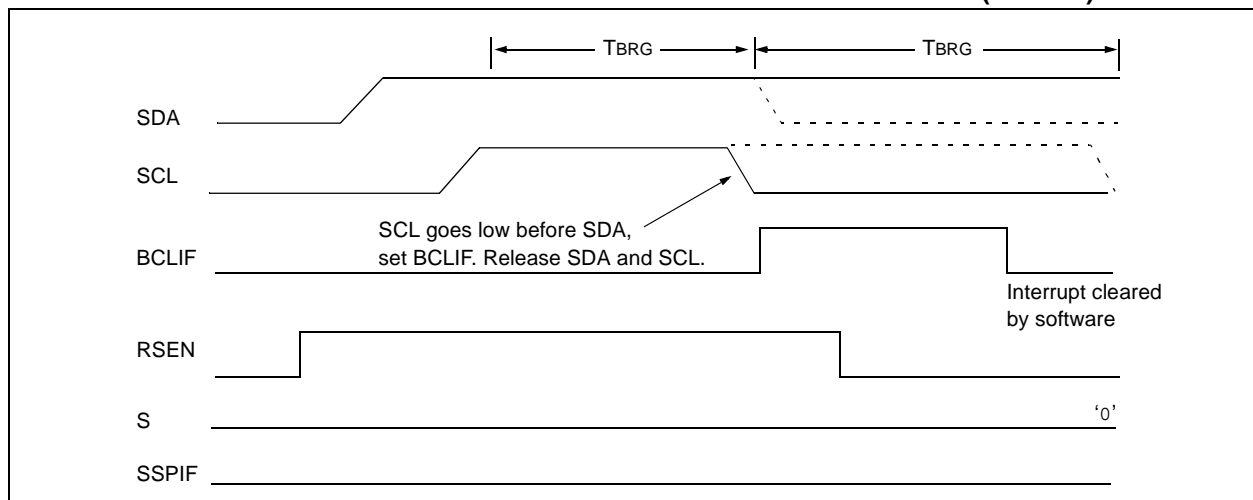 TBRG TBRG
SDA
SCL
SCL goes low before SDA,
set BCLIF. Release SDA and SCL.
BCLIF
Interrupt cleared
by software
RSEN
S ‘0’
SSPIF